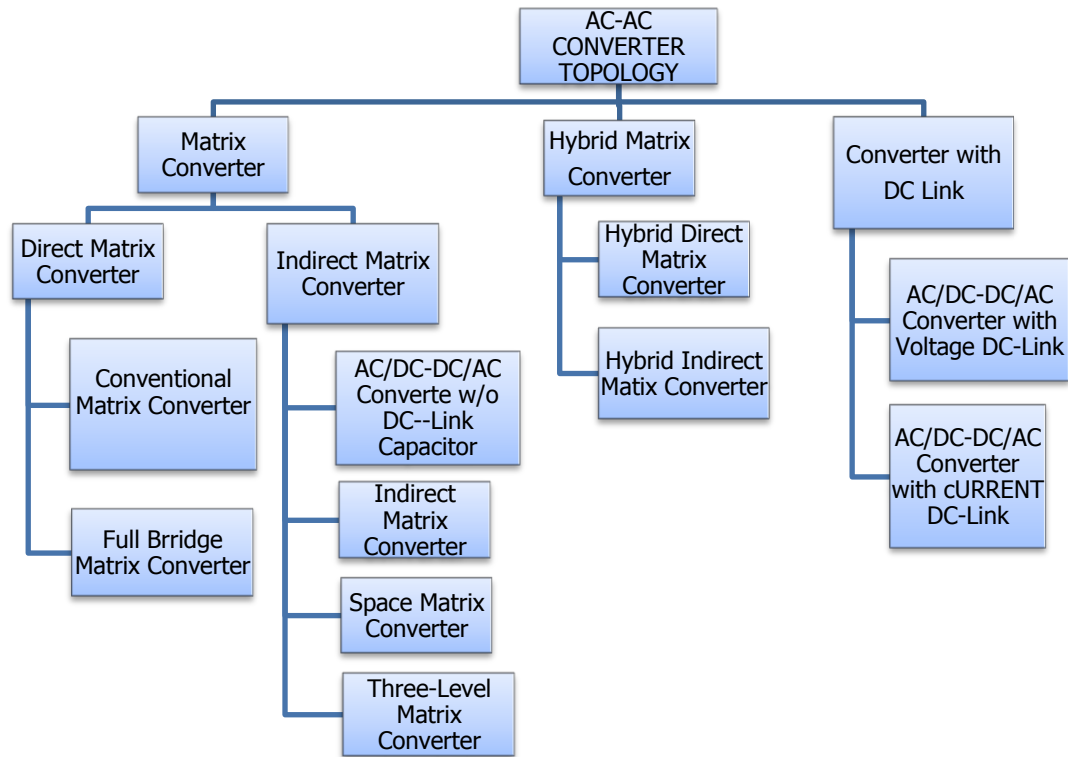 AC-AC
CONVERTER
TOPOLOGY
Matrix
Converter
Hybrid Matrix
Converter
Converter with
DC Link
Direct Matrix
Converter
Indirect Matrix
Converter
Hybrid Direct
Matrix
Converter
AC/DC-DC/AC
Converter with
Voltage DC-Link
Conventional
Matrix Converter
AC/DC-DC/AC
Converte w/o
DC--Link
Capacitor
Hybrid Indirect
Matix Converter
AC/DC-DC/AC
Converter
with cURRENT
DC-Link
Full Brridge
Matrix Converter
Indirect
Matrix
Converter
Space Matrix
Converter
Three-Level
Matrix
Converter